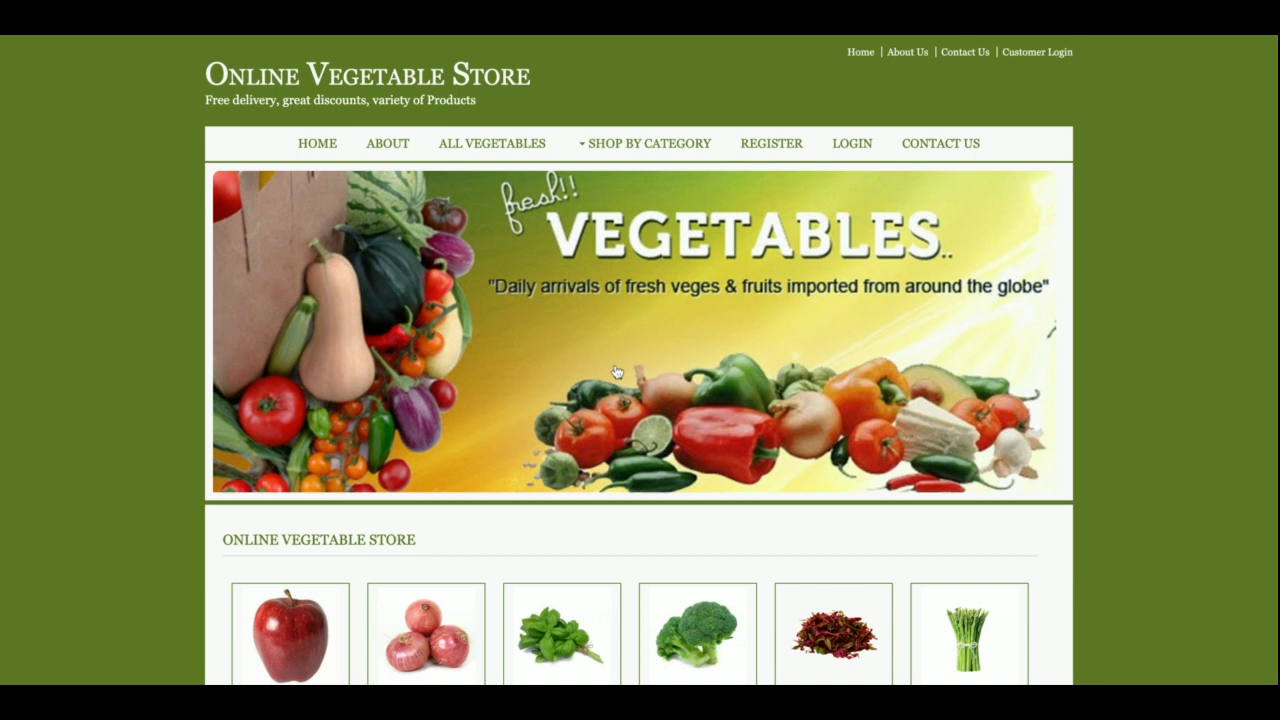 Home | About Us | Contact Us | Customer Login
Online Vegetable Store
Free delivery, great discounts, variety of Products
HOME ABOUT ALL VEGETABLES SHOP BY CATEGORY REGISTER LOGIN CONTACT US
fresh!!
VEGETABLES..
"Daily arrivals of fresh veges & fruits imported from around the globe"
ONLINE VEGETABLE STORE